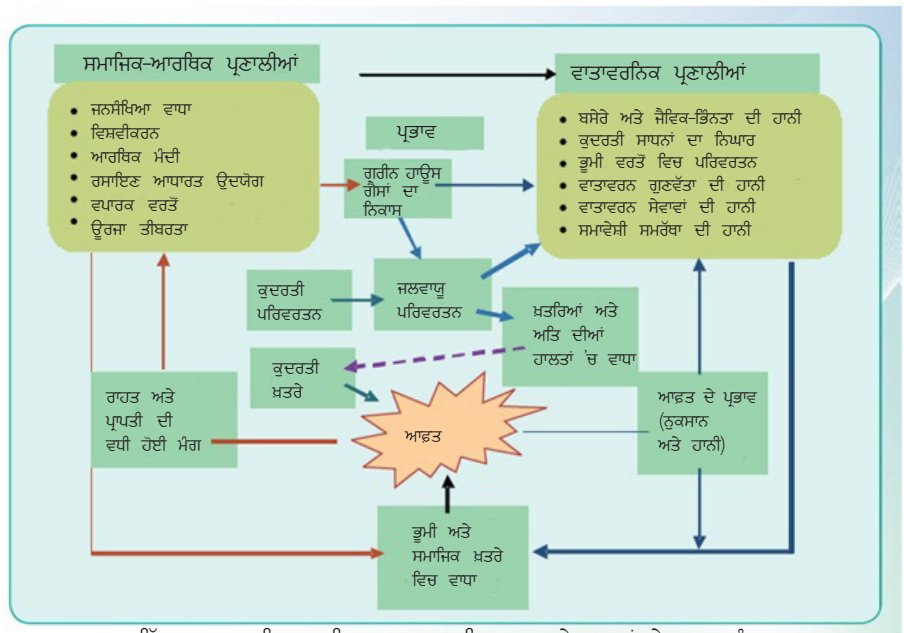 ਸਮਾਜਿਕ-ਆਰਥਿਕ ਪ੍ਰਣਾਲੀਆਂ
ਵਾਤਾਵਰਨਿਕ ਪ੍ਰਣਾਲੀਆਂ
• ਜਨਸੰਖਿਆ ਵਾਧਾ
• ਵਿਸ਼ਵੀਕਰਨ
• ਆਰਥਿਕ ਮੰਦੀ
• ਰਸਾਇਣ ਆਧਾਰਤ ਉਦਯੋਗ
• ਵਪਾਰਕ ਵਰਤੋਂ
• ਊਰਜਾ ਤੀਬਰਤਾ
ਪ੍ਰਭਾਵ
ਗ੍ਰੀਨ ਹਾਊਸ
ਗੈਸਾਂ ਦਾ
ਨਿਕਾਸ
• ਬਸੇਰੇ ਅਤੇ ਜੈਵਿਕ-ਭਿੰਨਤਾ ਦੀ ਹਾਨੀ
• ਕੁਦਰਤੀ ਸਾਧਨਾਂ ਦਾ ਨਿਘਾਰ
• ਭੂਮੀ ਵਰਤੋਂ ਵਿਚ ਪਰਿਵਰਤਨ
• ਵਾਤਾਵਰਨ ਗੁਣਵੱਤਾ ਦੀ ਹਾਨੀ
• ਵਾਤਾਵਰਨ ਸੇਵਾਵਾਂ ਦੀ ਹਾਨੀ
• ਸਮਾਵੇਸ਼ੀ ਸਮਰੱਥਾ ਦੀ ਹਾਨੀ
ਕੁਦਰਤੀ
ਪਰਿਵਰਤਨ
ਜਲਵਾਯੂ
ਪਰਿਵਰਤਨ
ਖ਼ਤਰਿਆਂ ਅਤੇ
ਅਤਿ ਦੀਆਂ
ਹਾਲਤਾਂ 'ਚ ਵਾਧਾ
ਕੁਦਰਤੀ
ਖ਼ਤਰੇ
ਰਾਹਤ ਅਤੇ
ਪ੍ਰਾਪਤੀ ਦੀ
ਵਧੀ ਹੋਈ ਮੰਗ
ਆਫ਼ਤ
ਆਫ਼ਤ ਦੇ ਪ੍ਰਭਾਵ
(ਨੁਕਸਾਨ
ਅਤੇ ਹਾਨੀ)
ਭੂਮੀ ਅਤੇ
ਸਮਾਜਿਕ ਖ਼ਤਰੇ
ਵਿਚ ਵਾਧਾ